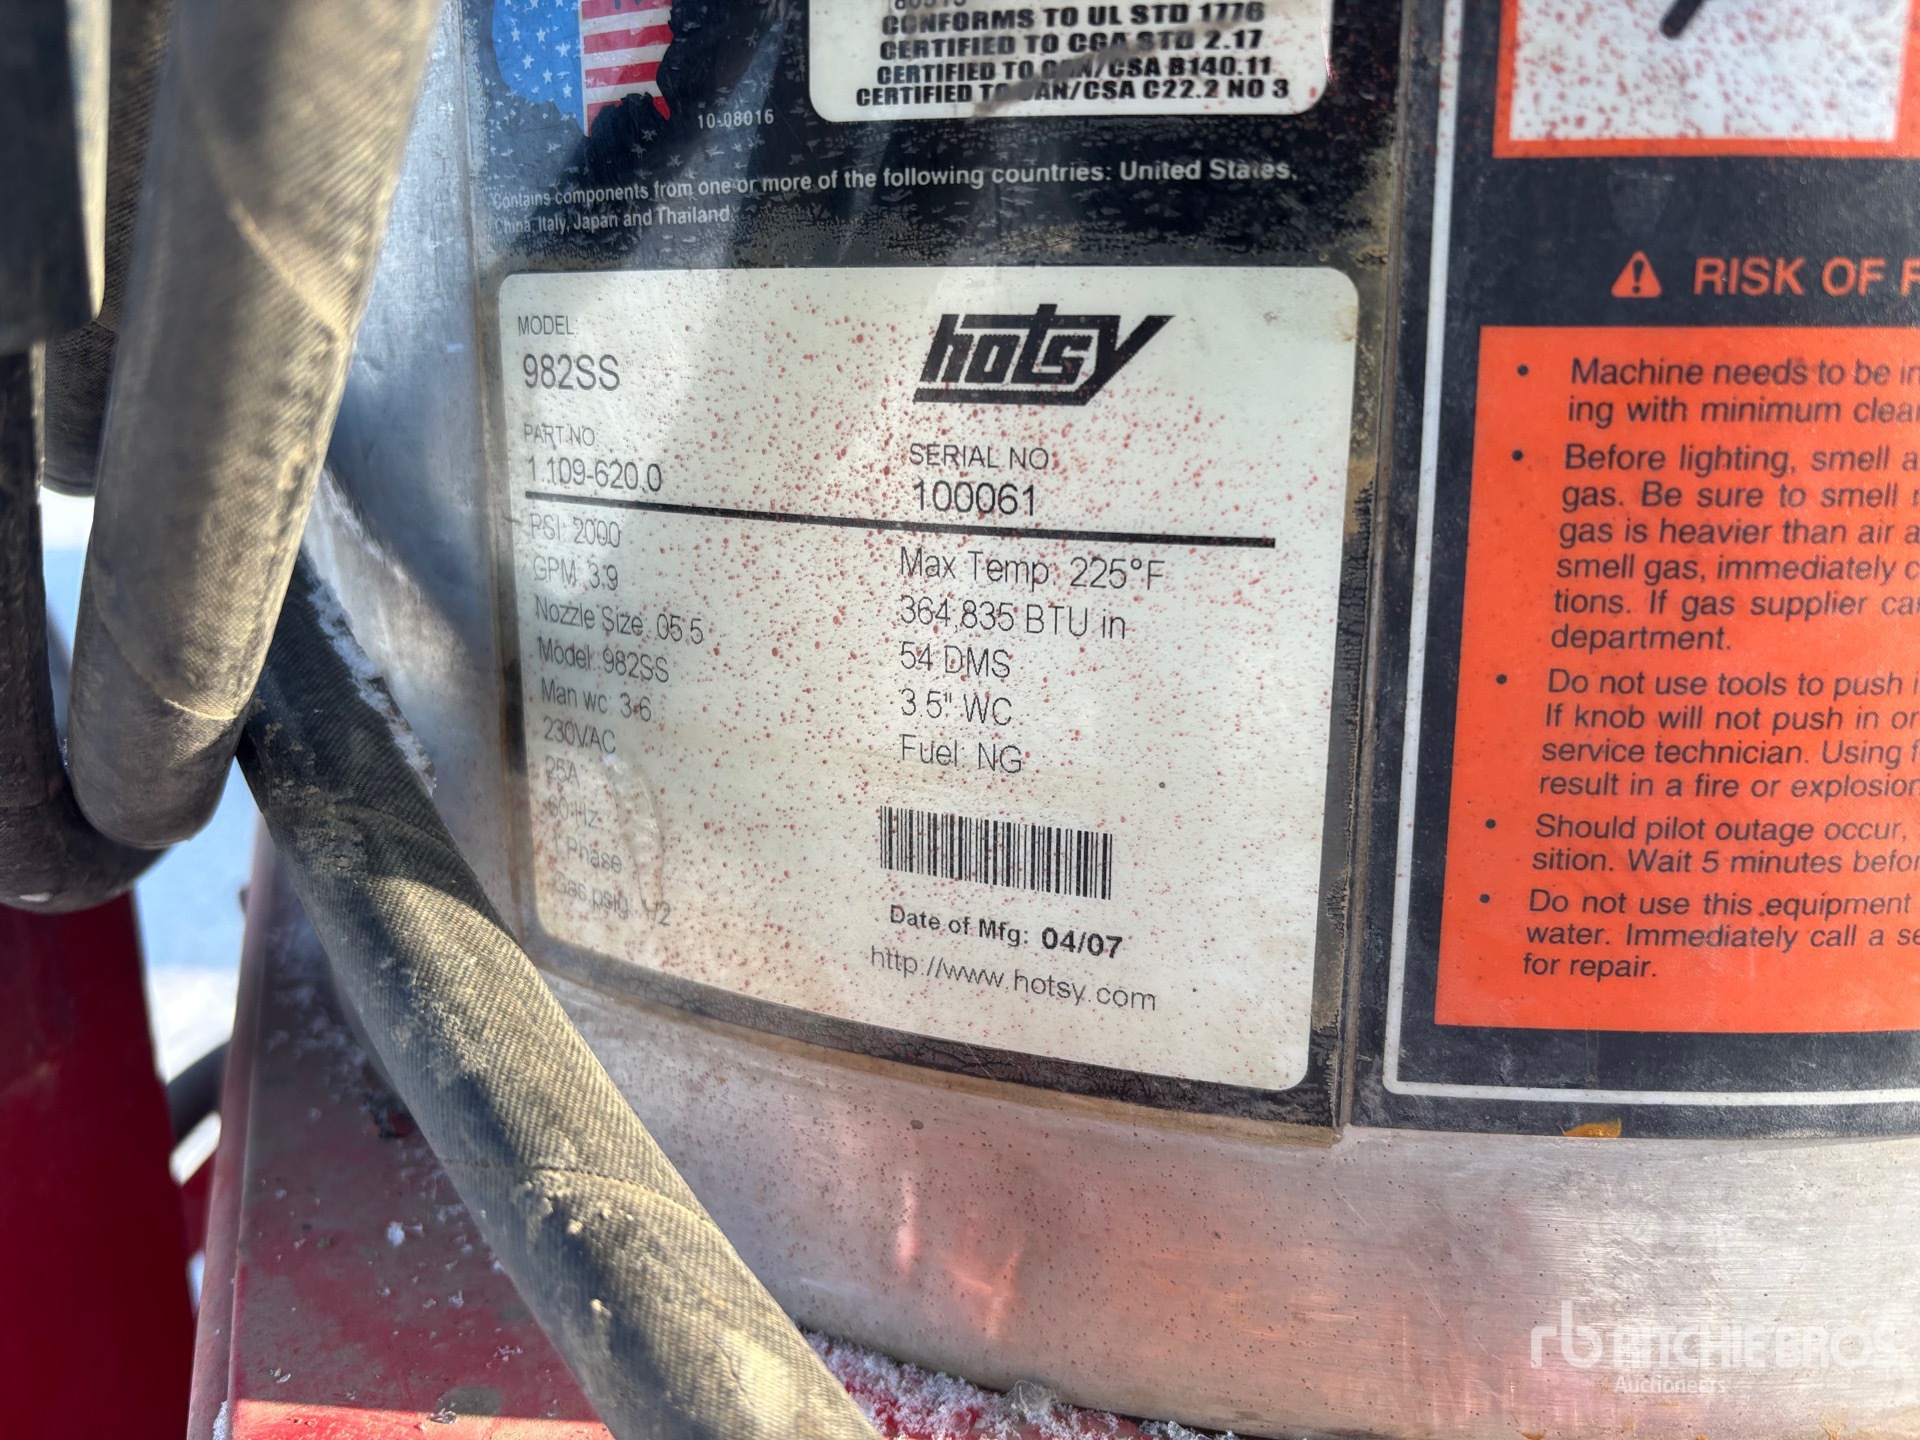 CONFORMS TO UL STD 1776
CERTIFIED TO CGA STD 2.17
CERTIFIED TO CAN/CSA B140.11
CERTIFIED TO CAN/CSA C22.2 NO 3
10-08016
Contains components from one or more of the following countries: United States,
China, Italy, Japan and Thailand.
MODEL:
982SS
hotsy
PART NO:
1.109-620.0
SERIAL NO:
100061
PSI: 2000
GPM: 3.9
Nozzle Size: 05.5
Model: 982SS
Man wc: 3-6
230VAC
25A
60 Hz
1 Phase
Gas psig: 1/2
Max Temp: 225°F
364,835 BTU in
54 DMS
3.5" WC
Fuel: NG
Date of Mfg: 04/07
http://www.hotsy.com
RISK OF F
• Machine needs to be in
ing with minimum clea
• Before lighting, smell a
gas. Be sure to smell
gas is heavier than air a
smell gas, immediately c
tions. If gas supplier ca
department.
• Do not use tools to push i
If knob will not push in or
service technician. Using f
result in a fire or explosion
• Should pilot outage occur,
sition. Wait 5 minutes befor
• Do not use this equipment
water. Immediately call a se
for repair.
rb RITCHIE BROS
Auctioneers